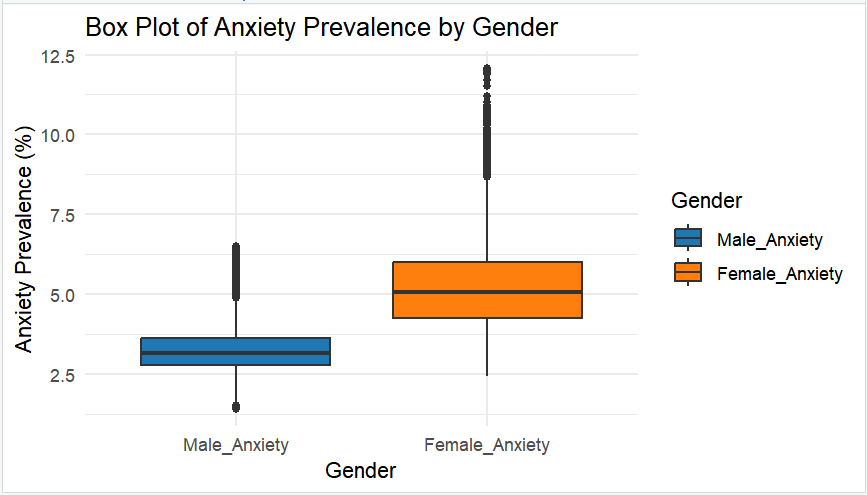 Box Plot of Anxiety Prevalence by Gender
12.5
10.0
7.5
5.0
2.5
Anxiety Prevalence (%)
Male_Anxiety
Female_Anxiety
Gender
Gender
Male_Anxiety
Female_Anxiety